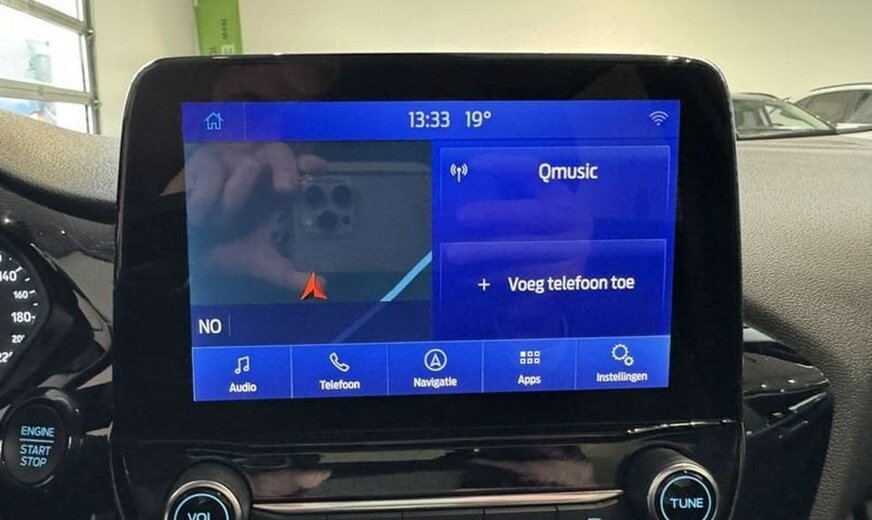 13:33 19°
Qmusic
+ Voeg telefoon toe
NO
Audio
Telefoon
Navigatie
Apps
Instellingen
140
160
180
ENGINE
START
STOP
VOL
TUNE